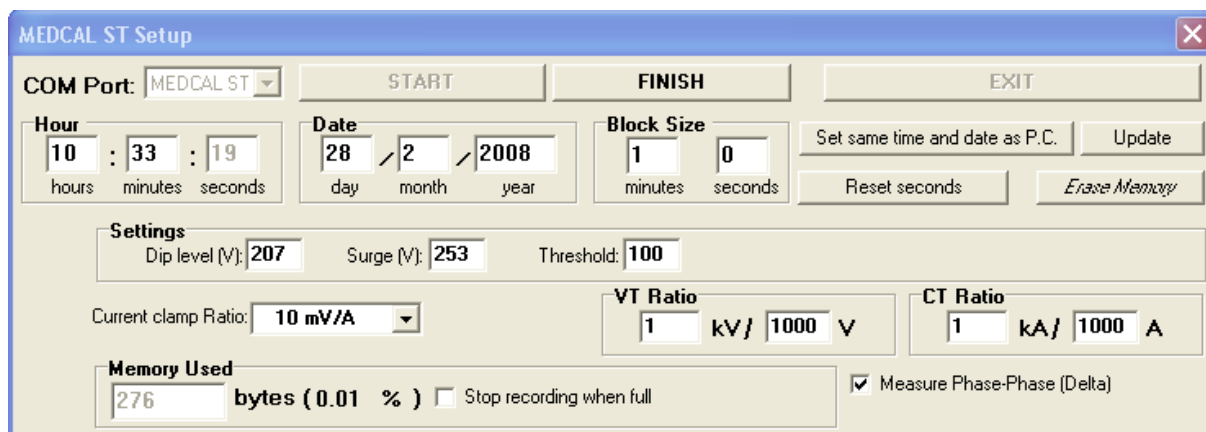 MEDCAL ST Setup
COM Port: MEDCAL ST START FINISH EXIT
Hour Date Block Size
10 : 33 : 19 28 / 2 / 2008 1 0 Set same time and date as P.C. Update
hours minutes seconds day month year minutes seconds Reset seconds Erase Memory
Settings
Dip level (V): 207 Surge (V): 253 Threshold: 100
VT Ratio CT Ratio
Current clamp Ratio: 10 mV/A 1 kV/ 1000 V 1 kA/ 1000 A
Memory Used
276 bytes ( 0.01 % ) Stop recording when full Measure Phase-Phase (Delta)